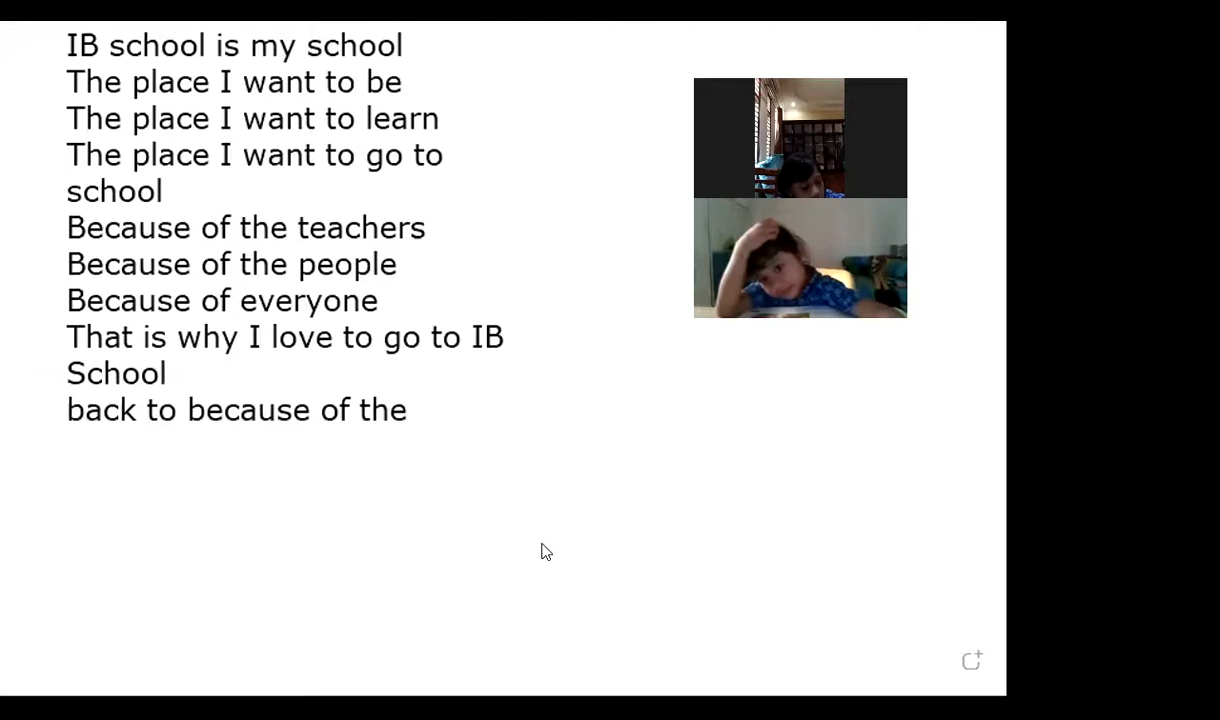 IB school is my school
The place I want to be
The place I want to learn
The place I want to go to
school
Because of the teachers
Because of the people
Because of everyone
That is why I love to go to IB
School
back to because of the